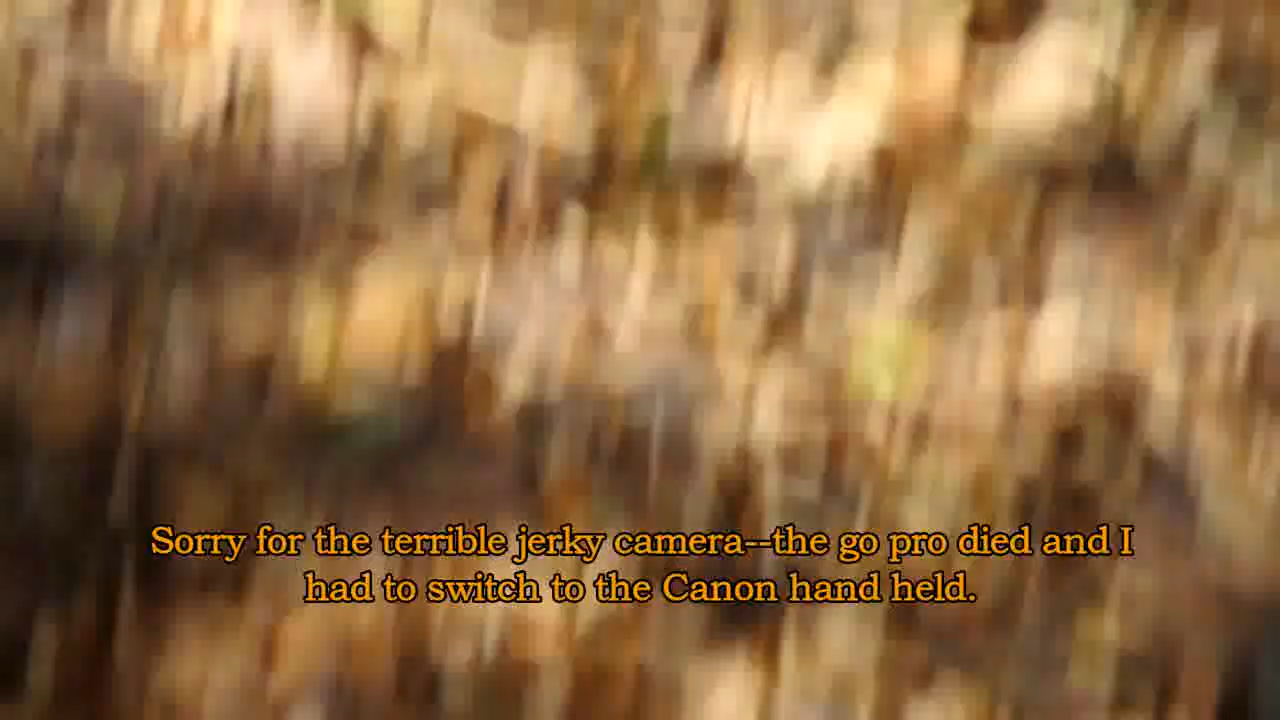 Sorry for the terrible jerky camera--the go pro died and I
had to switch to the Canon hand held.